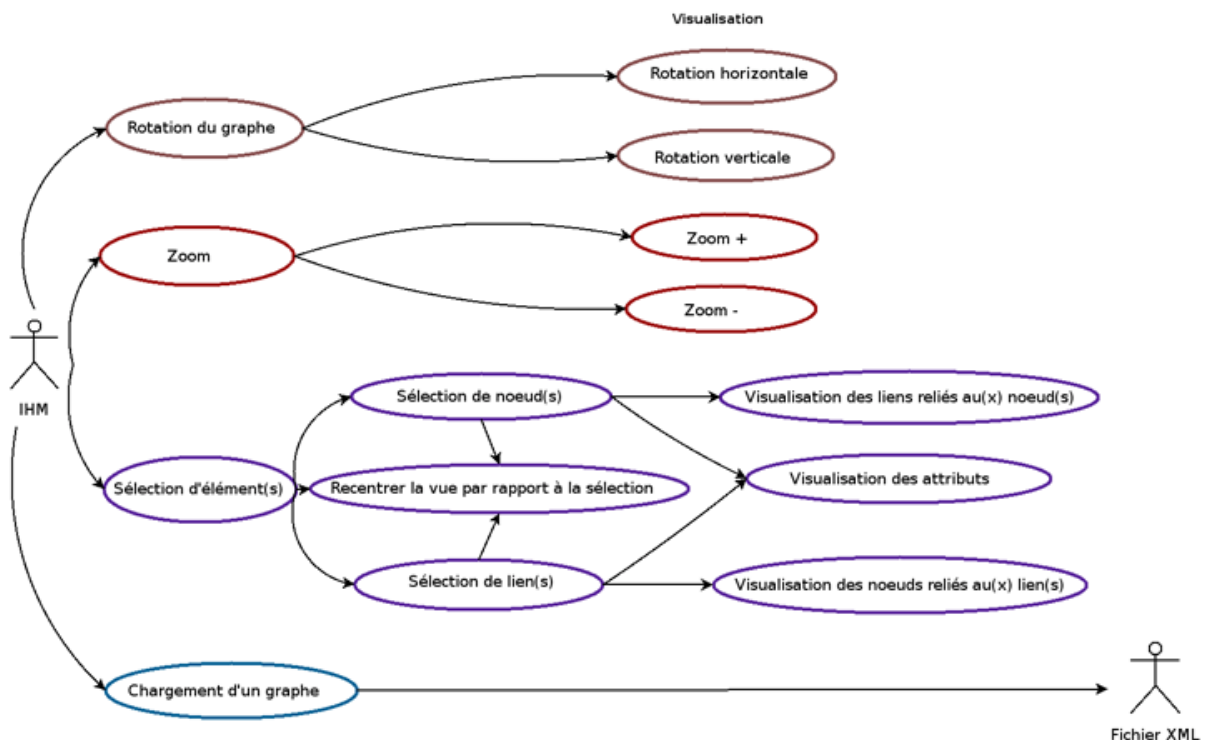 Visualisation
Rotation horizontale
Rotation du graphe
Rotation verticale
Zoom +
Zoom
Zoom -
IHM
Sélection de noeud(s)
Visualisation des liens reliés au(x) noeud(s)
Sélection d'élément(s)
Recentrer la vue par rapport à la sélection
Visualisation des attributs
Sélection de lien(s)
Visualisation des noeuds reliés au(x) lien(s)
Chargement d'un graphe
Fichier XML